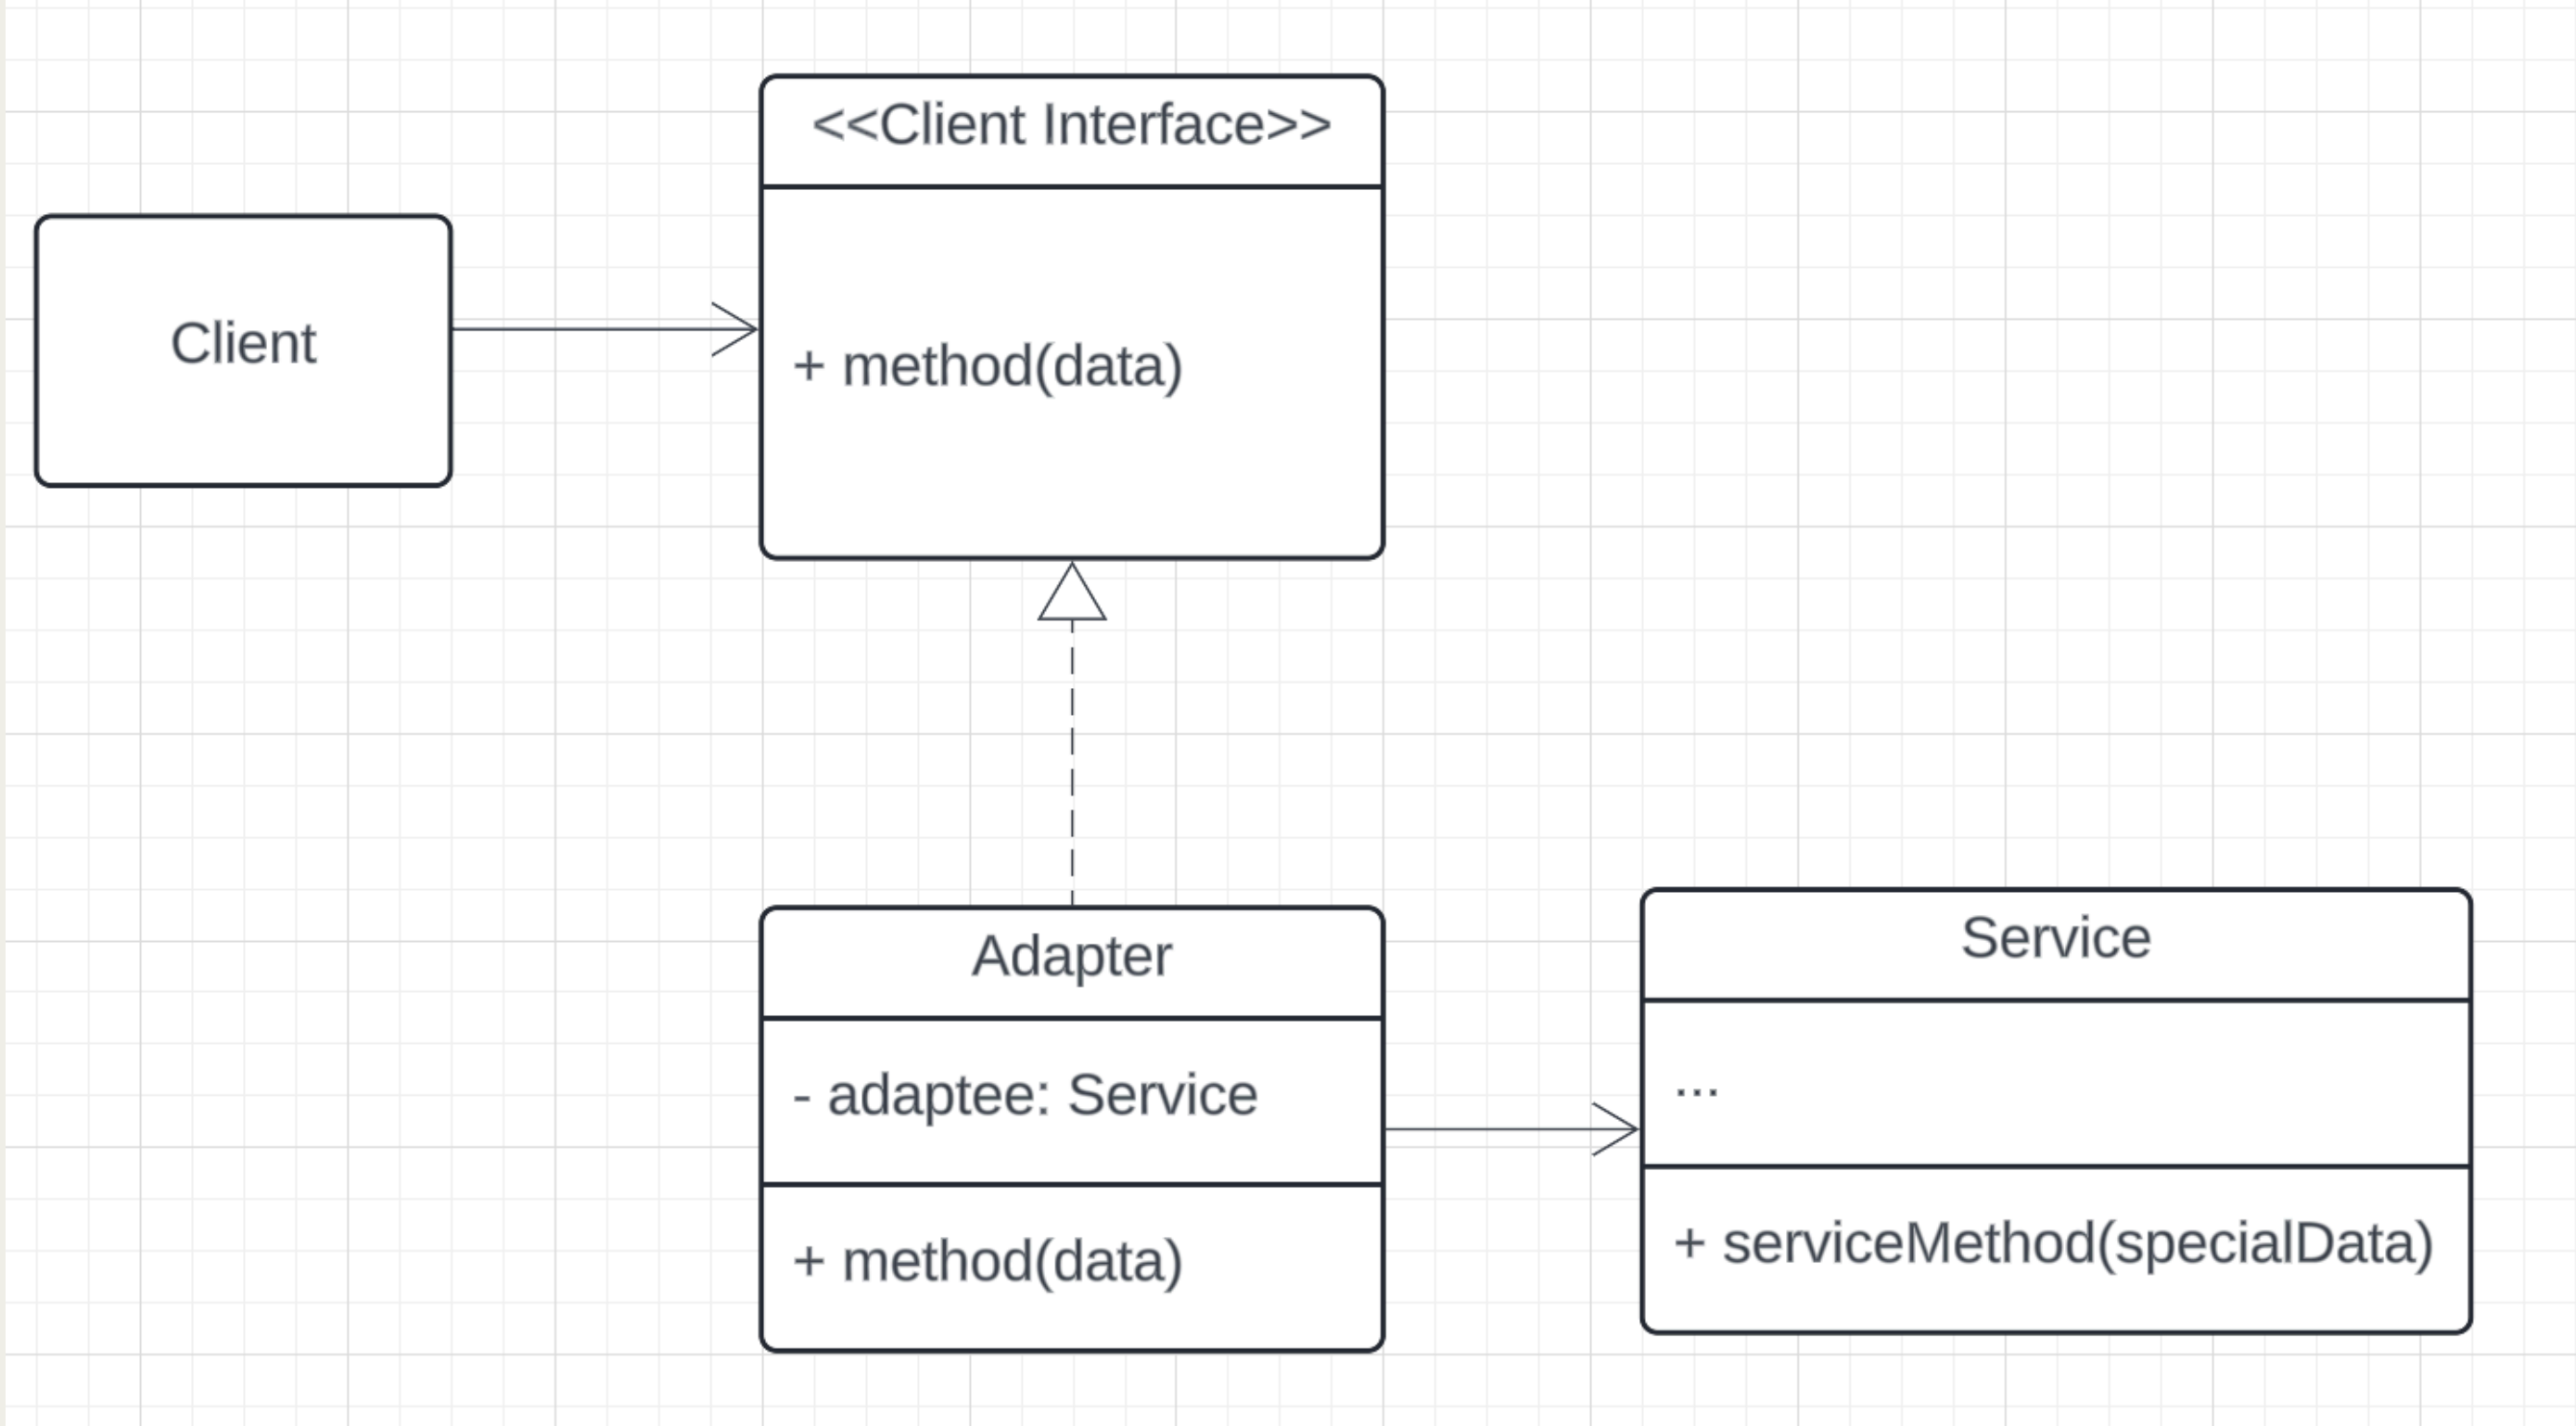 <<Client Interface>>
+ method(data)
Client
Adapter
- adaptee: Service
+ method(data)
Service
...
+ serviceMethod(specialData)